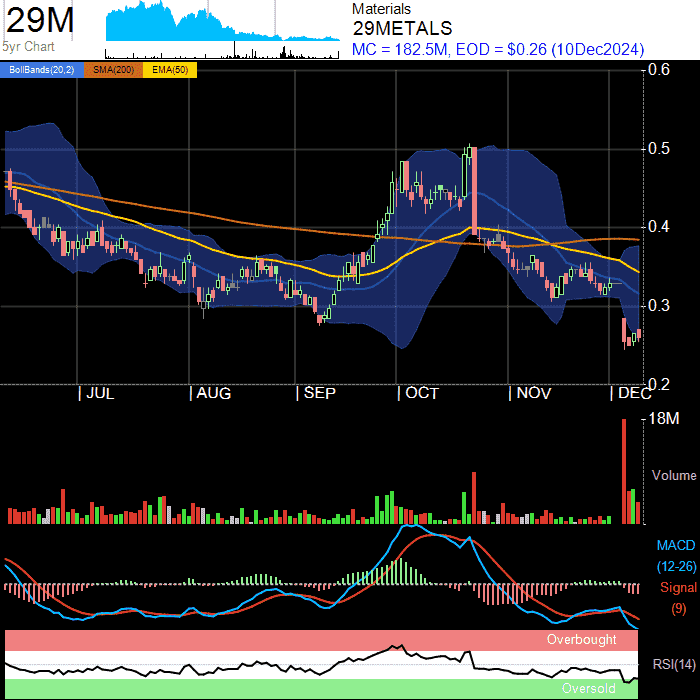 29M
5yr Chart
Materials
29METALS
MC = 182.5M, EOD = $0.26 (10Dec2024)
BollBands(20,2) SMA(200) EMA(50)
0.6
0.5
0.4
0.3
0.2
| JUL | AUG | SEP | OCT | NOV | DEC
18M
Volume
MACD
(12-26)
Signal
(9)
Overbought
RSI(14)
Oversold